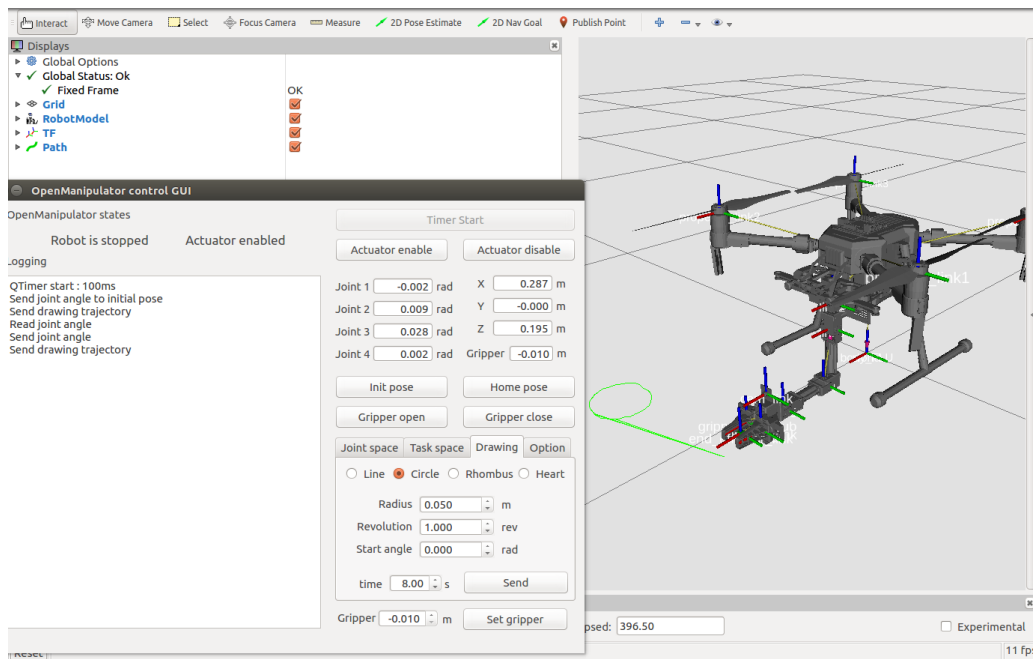 Interact Move Camera Select Focus Camera Measure 2D Pose Estimate 2D Nav Goal Publish Point
Displays
Global Options
Global Status: Ok
Fixed Frame OK
Grid
RobotModel
TF
Path
OpenManipulator control GUI
OpenManipulator states
Robot is stopped Actuator enabled
Logging
QTimer start : 100ms
Send joint angle to initial pose
Send drawing trajectory
Read joint angle
Send joint angle
Send drawing trajectory
Timer Start
Actuator enable Actuator disable
Joint 1 -0.002 rad X 0.287 m
Joint 2 0.009 rad Y -0.000 m
Joint 3 0.028 rad Z 0.195 m
Joint 4 0.002 rad Gripper -0.010 m
Init pose Home pose
Gripper open Gripper close
Joint space Task space Drawing Option
Line Circle Rhombus Heart
Radius 0.050 m
Revolution 1.000 rev
Start angle 0.000 rad
time 8.00 s Send
Gripper -0.010 m Set gripper
psed: 396.50 Experimental
Reset 11 fps